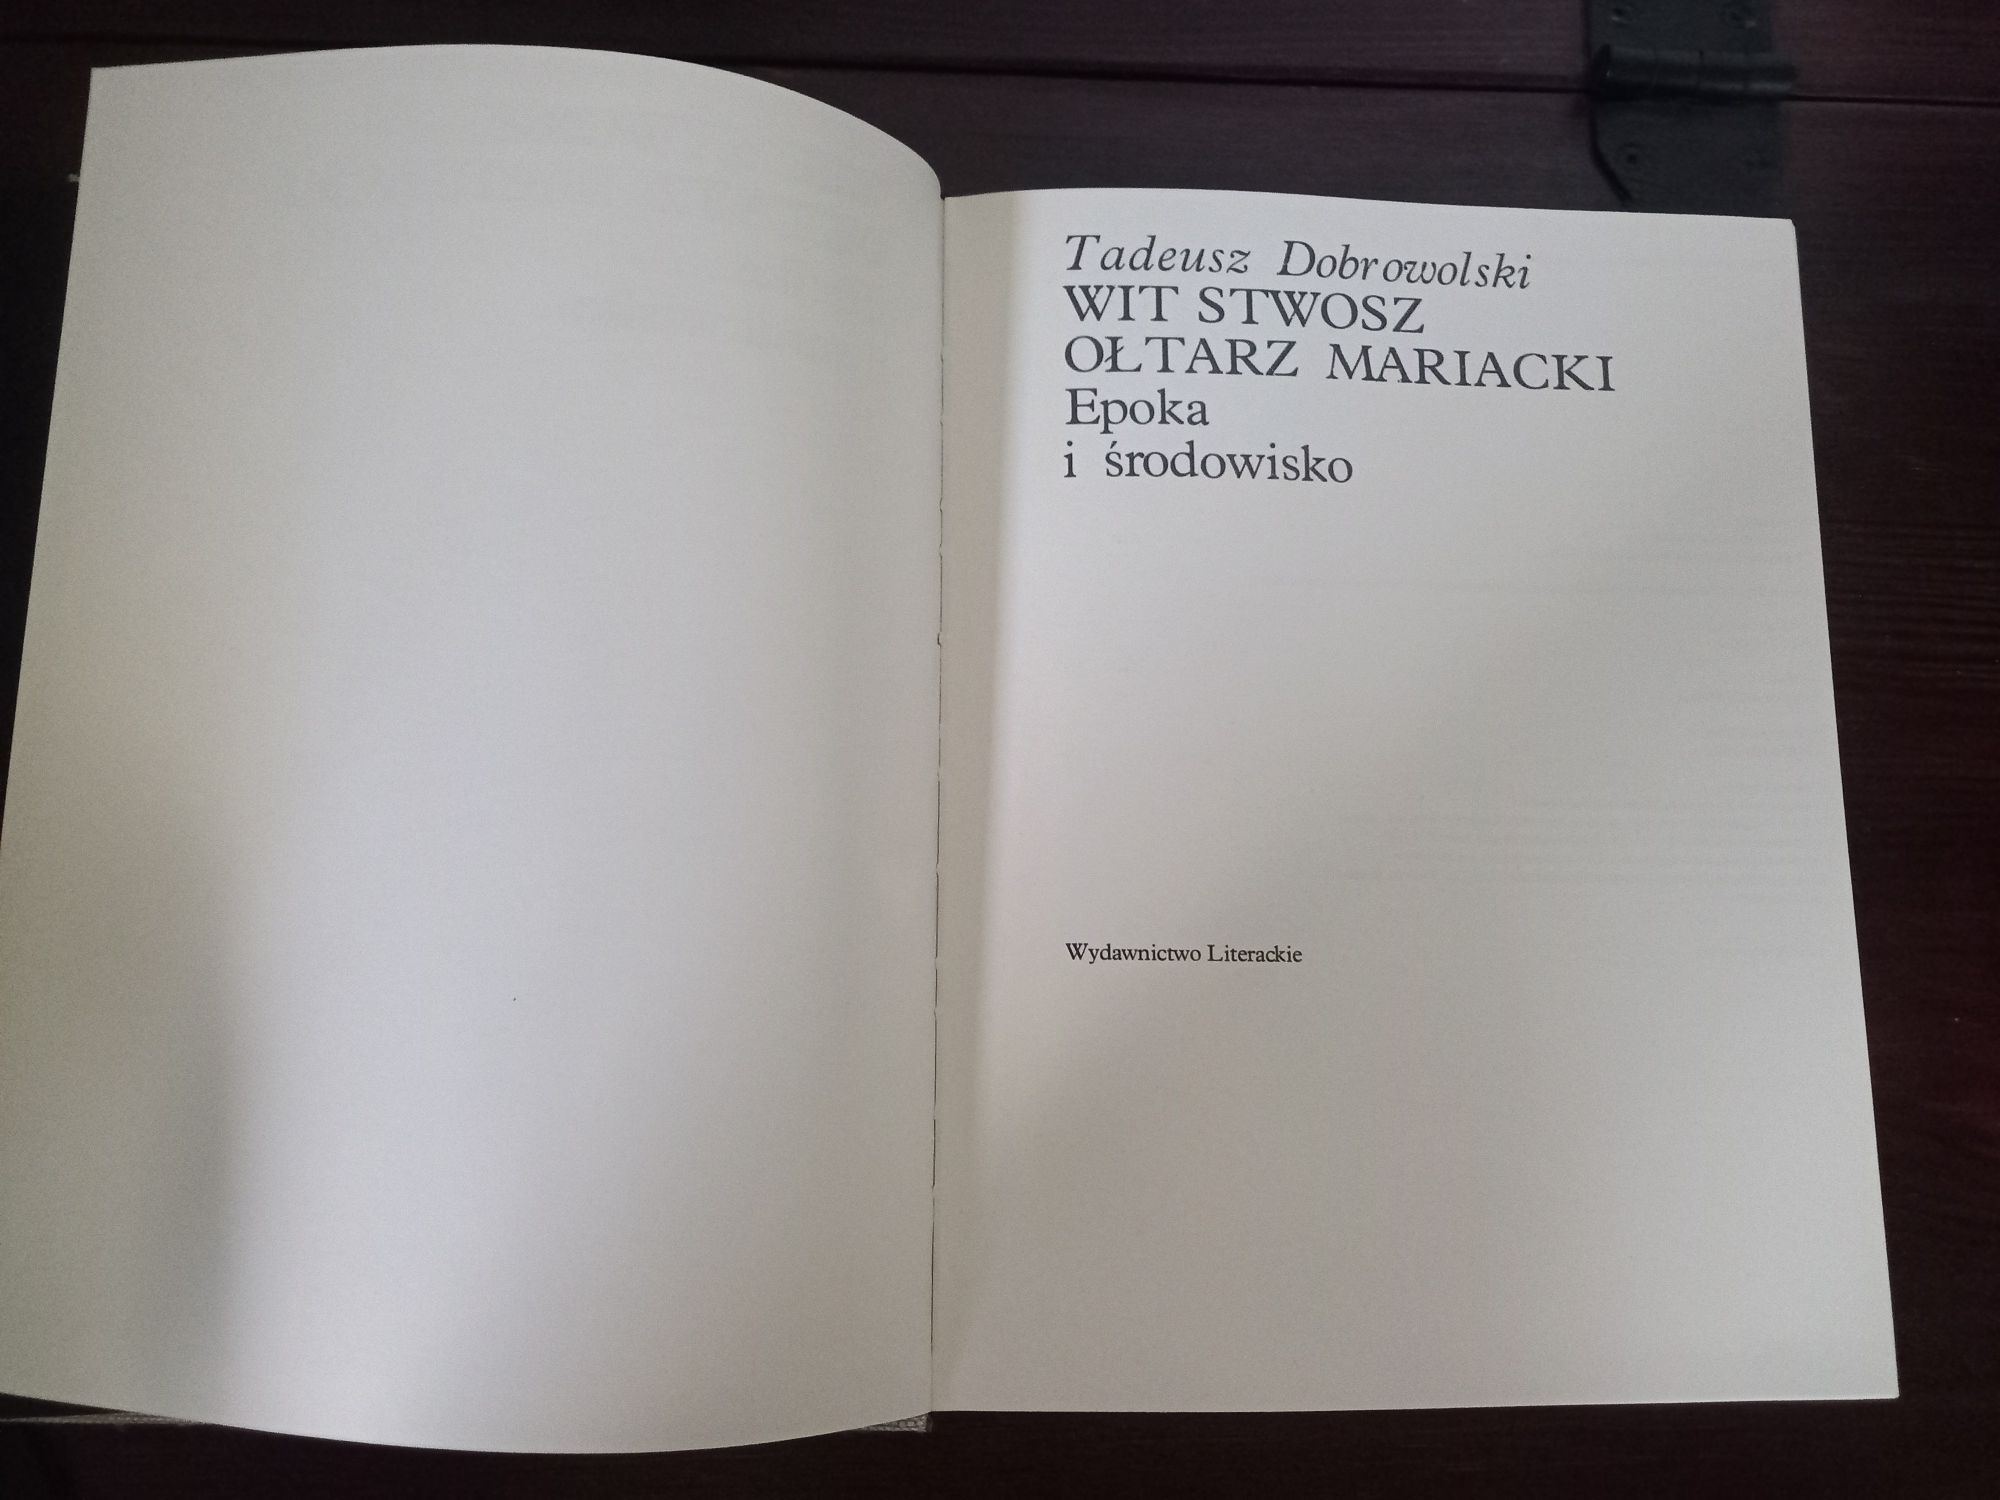 Tadeusz Dobrowolski
WIT STWOSZ
OŁTARZ MARIACKI
Epoka
i środowisko
Wydawnictwo Literackie